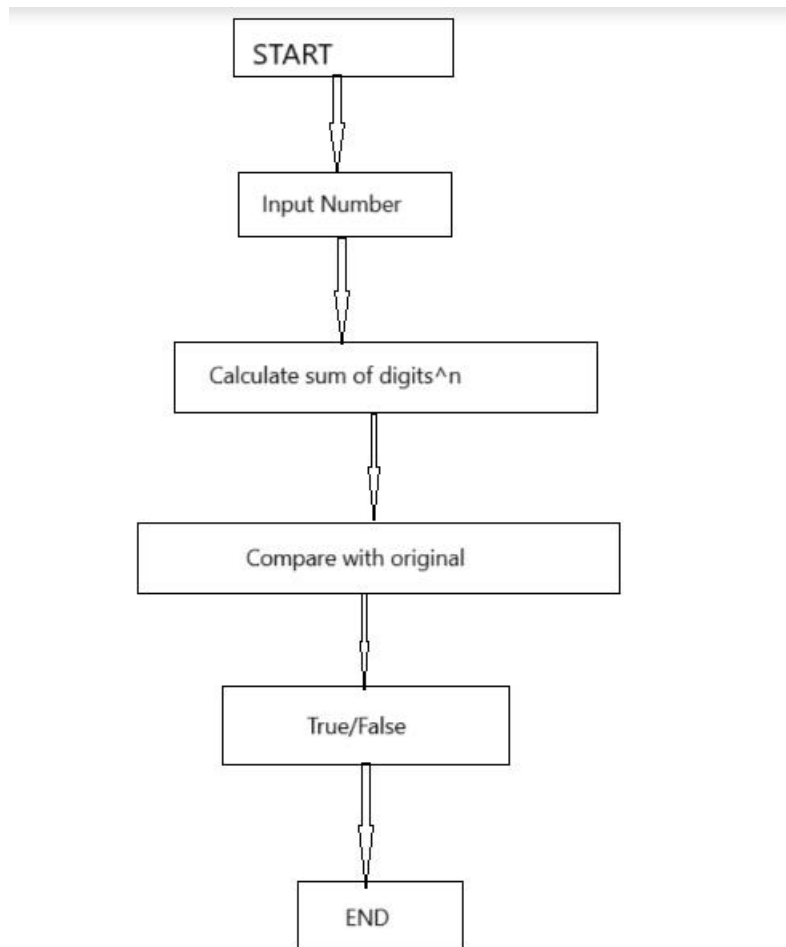 START
Input Number
Calculate sum of digits^n
Compare with original
True/False
END